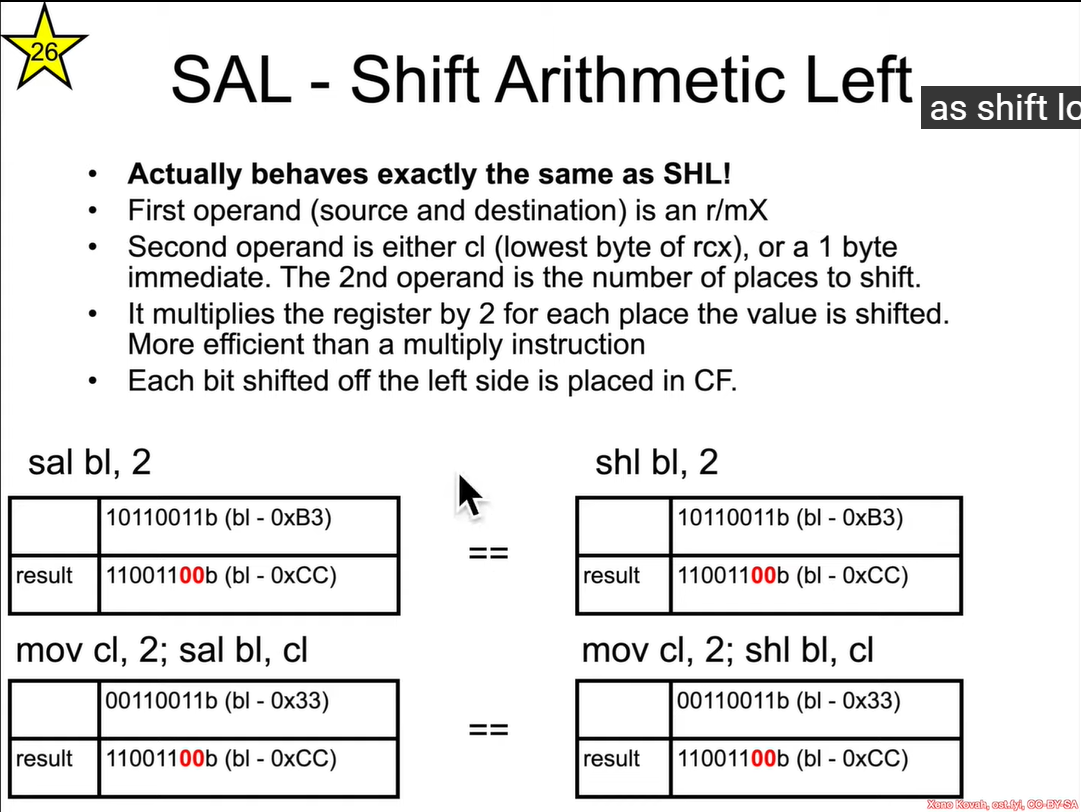 26
SAL - Shift Arithmetic Left
as shift lo
• Actually behaves exactly the same as SHL!
• First operand (source and destination) is an r/mX
• Second operand is either cl (lowest byte of rcx), or a 1 byte
immediate. The 2nd operand is the number of places to shift.
• It multiplies the register by 2 for each place the value is shifted.
More efficient than a multiply instruction
• Each bit shifted off the left side is placed in CF.
sal bl, 2
10110011b (bl - 0xB3)
result 11001100b (bl - 0xCC)
==
shl bl, 2
10110011b (bl - 0xB3)
result 11001100b (bl - 0xCC)
mov cl, 2; sal bl, cl
00110011b (bl - 0x33)
result 11001100b (bl - 0xCC)
==
mov cl, 2; shl bl, cl
00110011b (bl - 0x33)
result 11001100b (bl - 0xCC)
Xeno Kovah, ost.fyi, CC-BY-SA